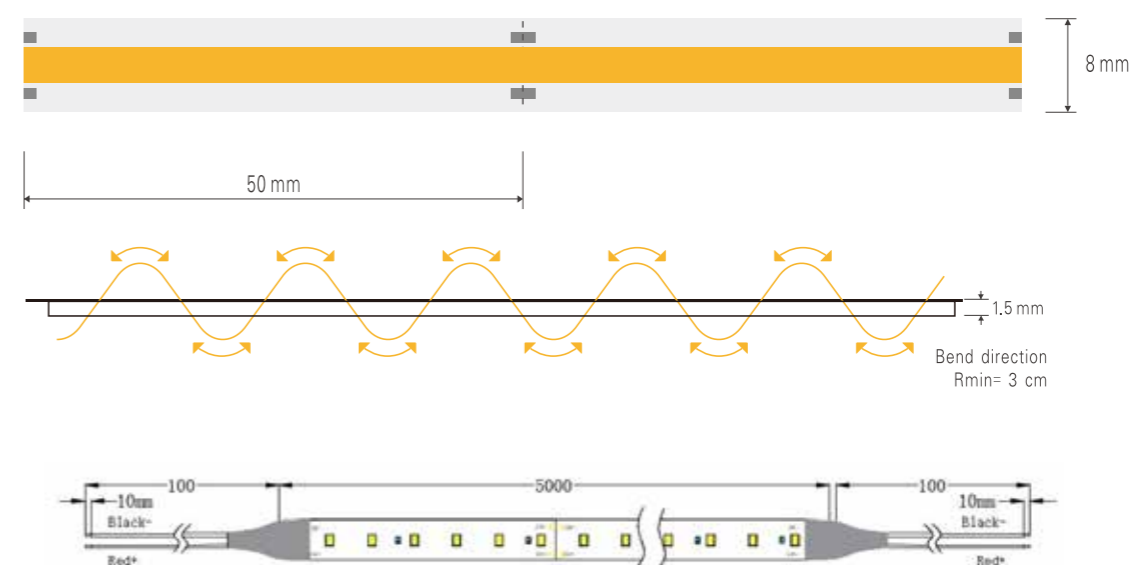 8 mm
50 mm
1.5 mm
Bend direction
Rmin= 3 cm
100
5000
100
10mm
10mm
Black-
Black-
Red+
Red+